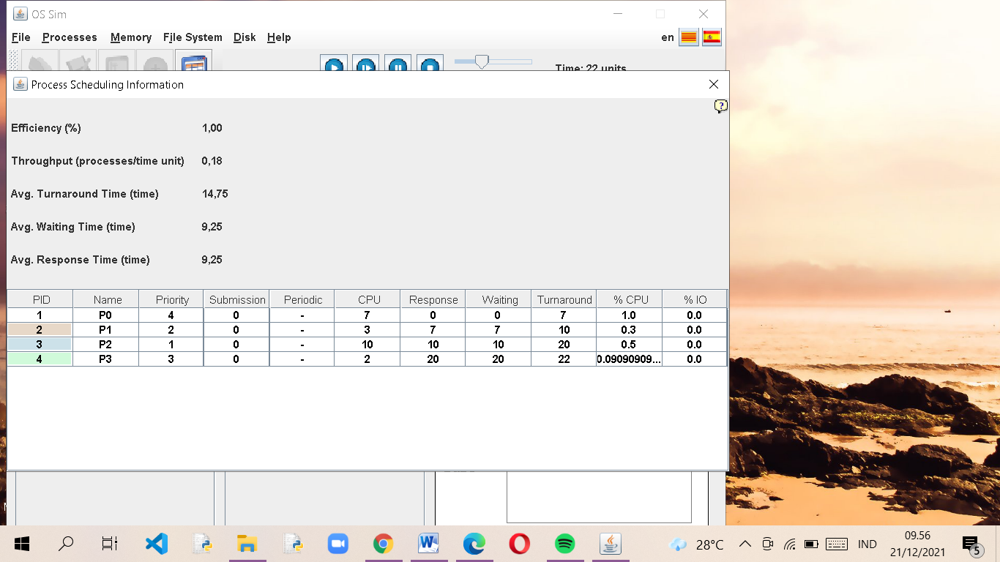 OS Sim
File Processes Memory File System Disk Help en
Time: 22 units
Process Scheduling Information
?
Efficiency (%) 1,00
Throughput (processes/time unit) 0,18
Avg. Turnaround Time (time) 14,75
Avg. Waiting Time (time) 9,25
Avg. Response Time (time) 9,25
PID Name Priority Submission Periodic CPU Response Waiting Turnaround % CPU % IO
1 P0 4 0 - 7 0 0 7 1.0 0.0
2 P1 2 0 - 3 7 7 10 0.3 0.0
3 P2 1 0 - 10 10 10 20 0.5 0.0
4 P3 3 0 - 2 20 20 22 0.09090909... 0.0
28°C IND 09.56
21/12/2021 5